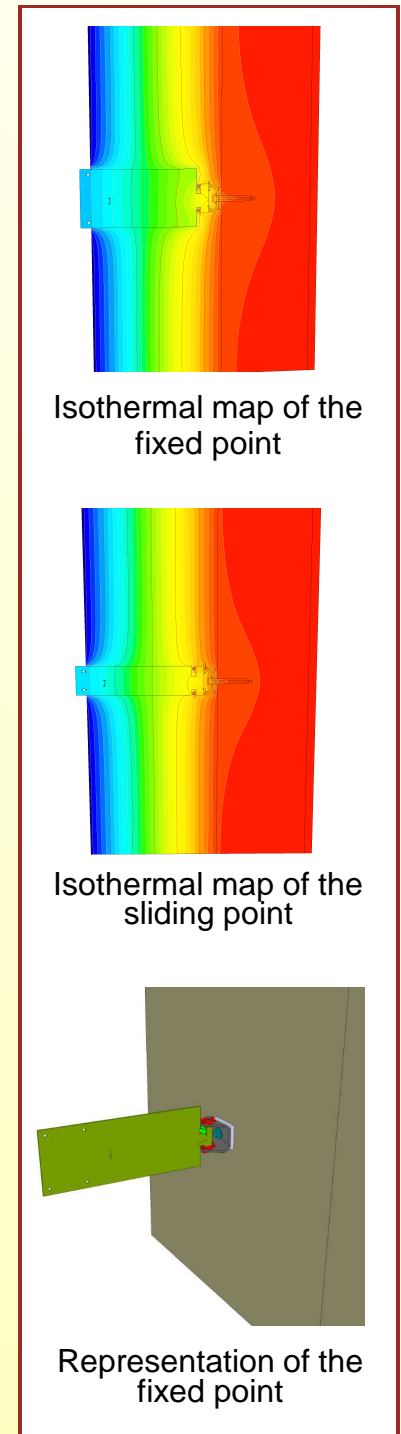 Isothermal map of the
fixed point
Isothermal map of the
sliding point
Representation of the
fixed point